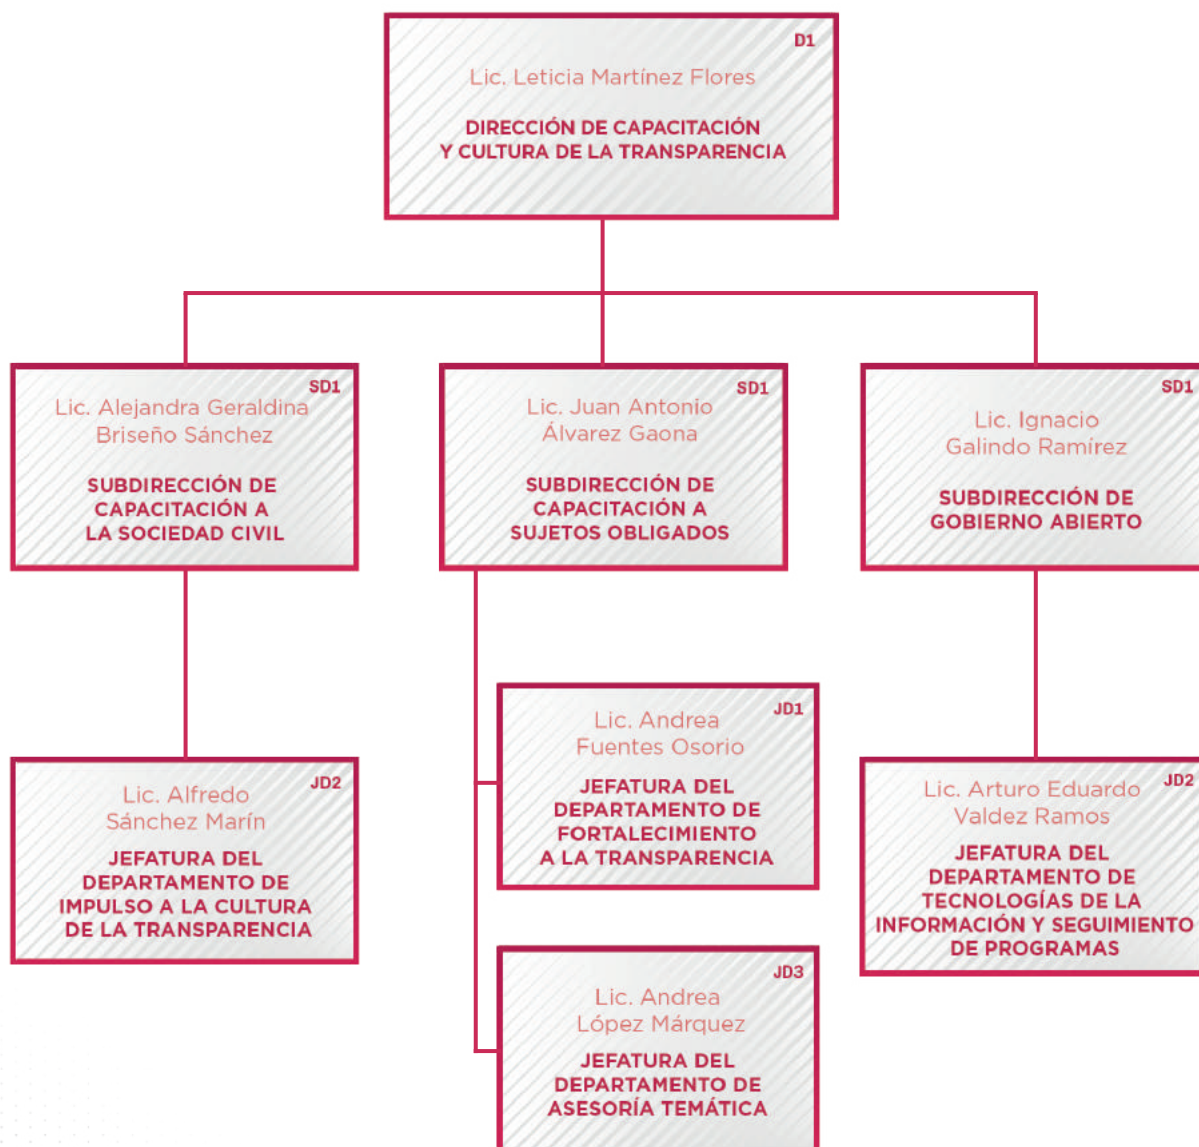 D1
Lic. Leticia Martínez Flores
DIRECCIÓN DE CAPACITACIÓN
Y CULTURA DE LA TRANSPARENCIA
SD1
Lic. Alejandra Geraldina
Briseño Sánchez
SUBDIRECCIÓN DE
CAPACITACIÓN A
LA SOCIEDAD CIVIL
SD1
Lic. Juan Antonio
Álvarez Gaona
SUBDIRECCIÓN DE
CAPACITACIÓN A
SUJETOS OBLIGADOS
SD1
Lic. Ignacio
Galindo Ramírez
SUBDIRECCIÓN DE
GOBIERNO ABIERTO
JD2
Lic. Alfredo
Sánchez Marín
JEFATURA DEL
DEPARTAMENTO DE
IMPULSO A LA CULTURA
DE LA TRANSPARENCIA
JD1
Lic. Andrea
Fuentes Osorio
JEFATURA DEL
DEPARTAMENTO DE
FORTALECIMIENTO
A LA TRANSPARENCIA
JD3
Lic. Andrea
López Márquez
JEFATURA DEL
DEPARTAMENTO DE
ASESORÍA TEMÁTICA
JD2
Lic. Arturo Eduardo
Valdez Ramos
JEFATURA DEL
DEPARTAMENTO DE
TECNOLOGÍAS DE LA
INFORMACIÓN Y SEGUIMIENTO
DE PROGRAMAS